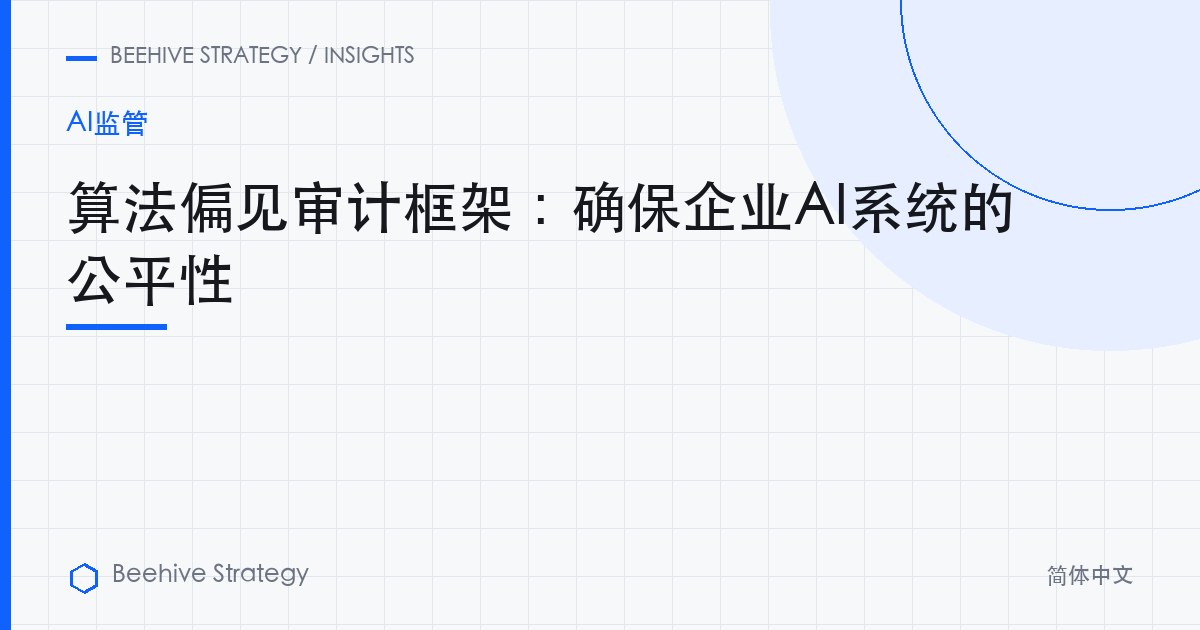 BEEHIVE STRATEGY / INSIGHTS
AI监管
算法偏见审计框架：确保企业AI系统的
公平性
Beehive Strategy
简体中文